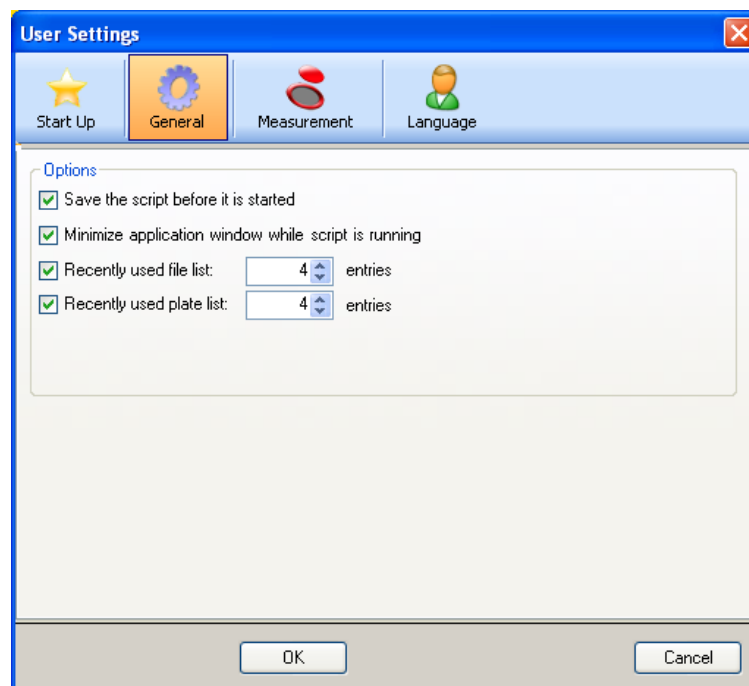 User Settings
Start Up General Measurement Language
Options
Save the script before it is started
Minimize application window while script is running
Recently used file list: 4 entries
Recently used plate list: 4 entries
OK Cancel